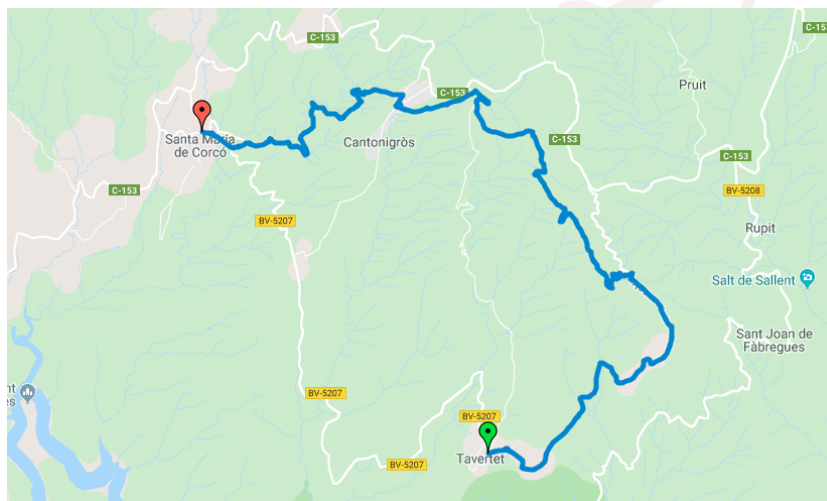 C-153
C-153
C-153
Pruit
Cantonigròs
Santa Maria
de Corcó
C-153
C-153
C-153
BV-5208
BV-5207
Rupit
Salt de Sallent
Sant Joan de
Fàbregues
BV-5207
BV-5207
Tavertet
BV-5207